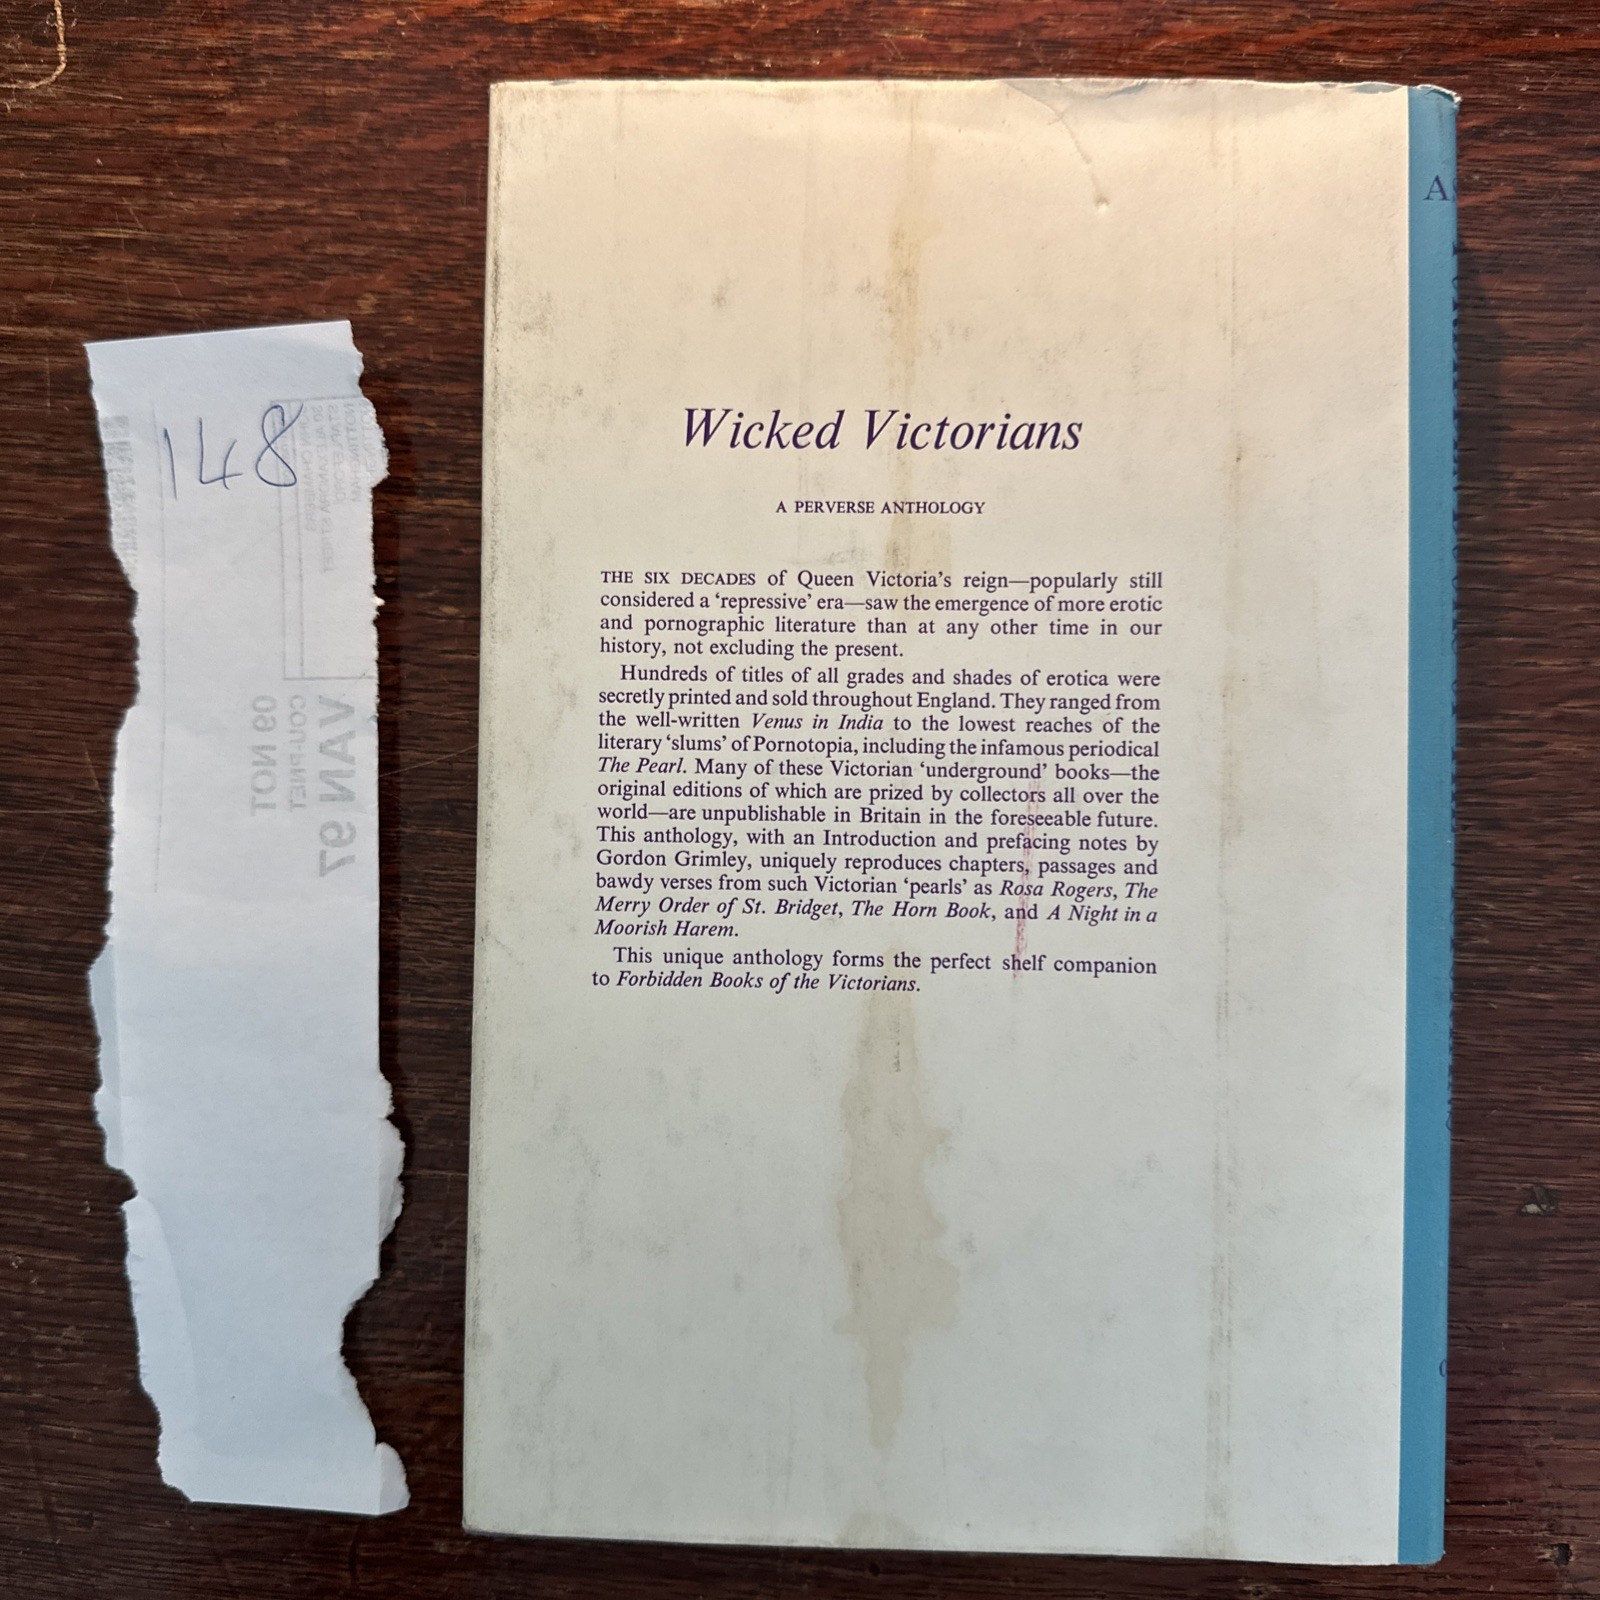 148
VAN 97
COU-PNET
09 NOT
Wicked Victorians
A PERVERSE ANTHOLOGY
THE SIX DECADES of Queen Victoria's reign—popularly still
considered a 'repressive' era—saw the emergence of more erotic
and pornographic literature than at any other time in our
history, not excluding the present.
Hundreds of titles of all grades and shades of erotica were
secretly printed and sold throughout England. They ranged from
the well-written Venus in India to the lowest reaches of the
literary 'slums' of Pornotopia, including the infamous periodical
The Pearl. Many of these Victorian 'underground' books—the
original editions of which are prized by collectors all over the
world—are unpublishable in Britain in the foreseeable future.
This anthology, with an Introduction and prefacing notes by
Gordon Grimley, uniquely reproduces chapters, passages and
bawdy verses from such Victorian 'pearls' as Rosa Rogers, The
Merry Order of St. Bridget, The Horn Book, and A Night in a
Moorish Harem.
This unique anthology forms the perfect shelf companion
to Forbidden Books of the Victorians.